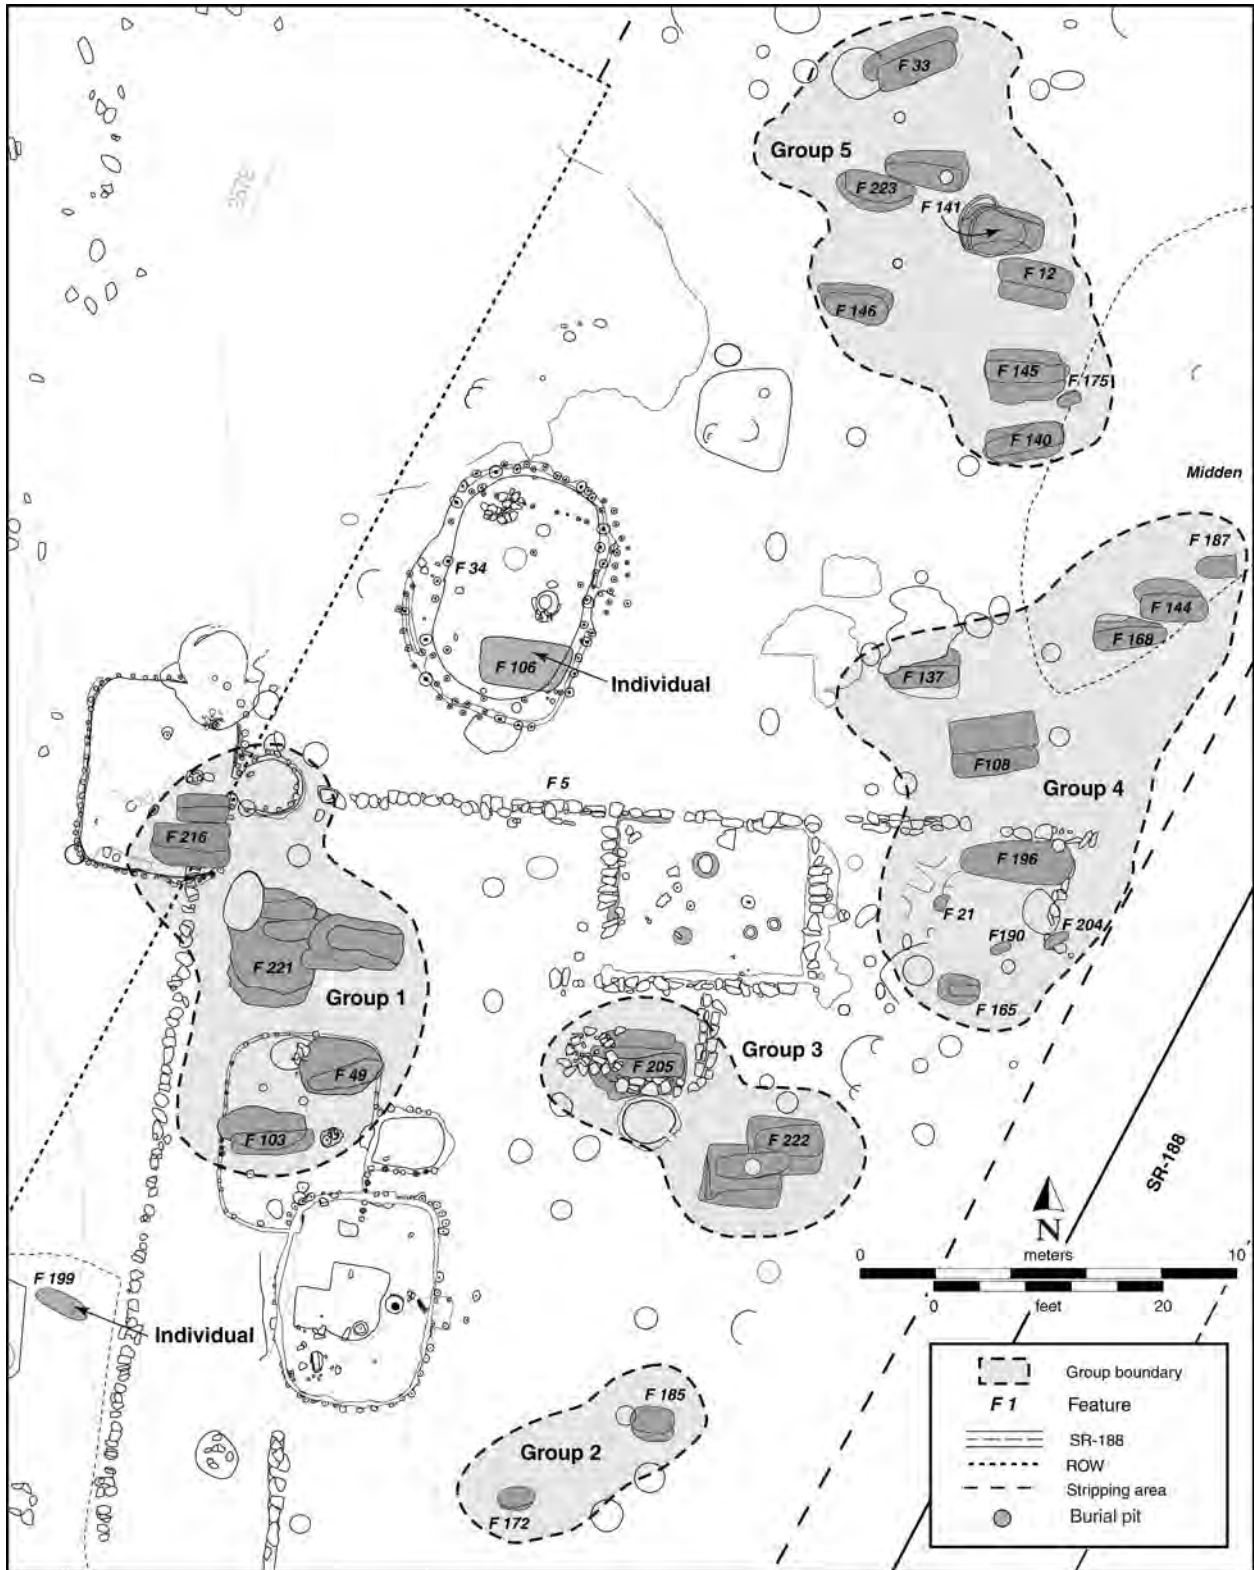 F 33
Group 5
F 223
F 141
F 12
F 146
F 145
F 175
F 140
Midden
F 187
F 144
F 168
F 34
F 137
F 106
Individual
F108
F 5
Group 4
F 216
F 196
F 21
F190
F 204
F 221
Group 1
F 165
Group 3
F 205
F 49
F 103
F 222
SR-188
N
0 meters 10
0 feet 20
F 199
Individual
Group boundary
F 1 Feature
SR-188
ROW
Stripping area
Burial pit
F 185
Group 2
F 172